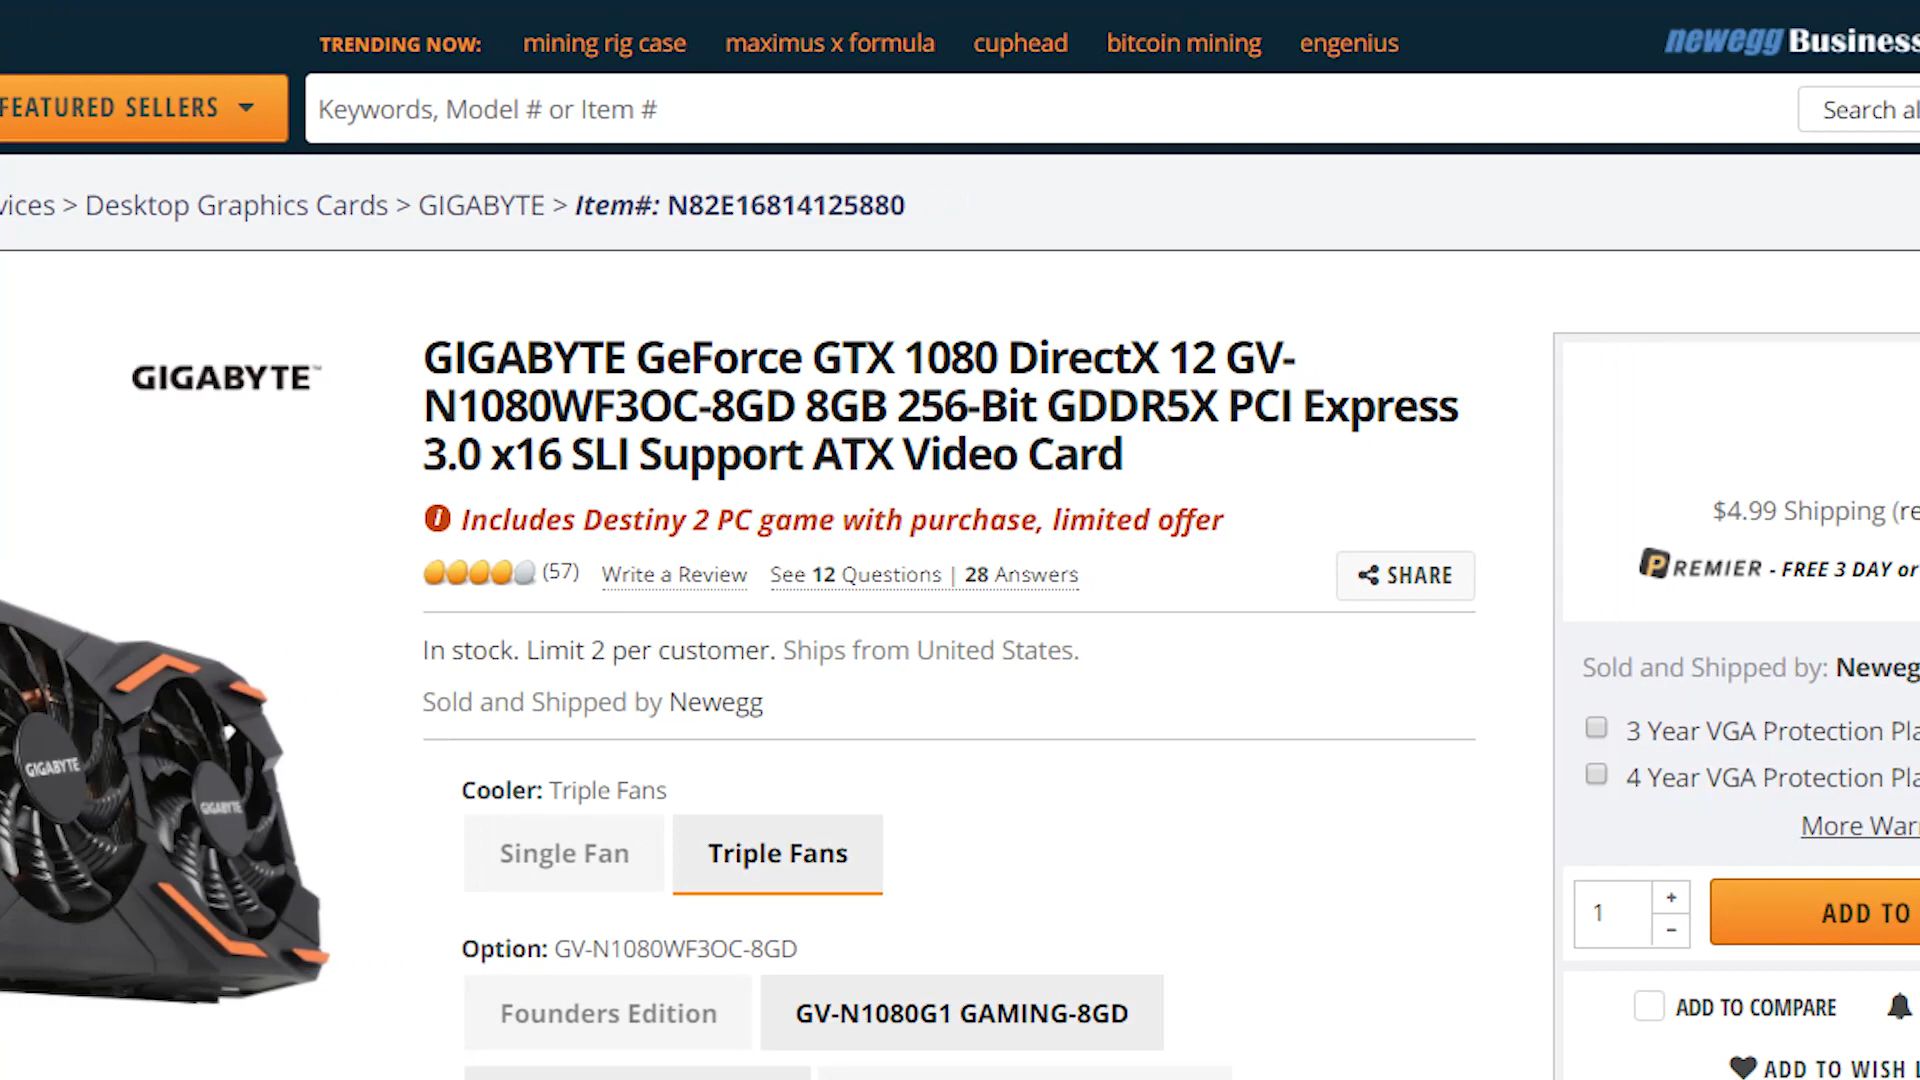 TRENDING NOW: mining rig case maximus x formula cuphead bitcoin mining engenius
newegg Business
FEATURED SELLERS
Keywords, Model # or Item #
Search al
vices > Desktop Graphics Cards > GIGABYTE > Item#: N82E16814125880
GIGABYTE™
GIGABYTE GeForce GTX 1080 DirectX 12 GV-
N1080WF3OC-8GD 8GB 256-Bit GDDR5X PCI Express
3.0 x16 SLI Support ATX Video Card
Includes Destiny 2 PC game with purchase, limited offer
(57) Write a Review See 12 Questions | 28 Answers
SHARE
In stock. Limit 2 per customer. Ships from United States.
Sold and Shipped by Newegg
Cooler: Triple Fans
Single Fan Triple Fans
Option: GV-N1080WF3OC-8GD
Founders Edition GV-N1080G1 GAMING-8GD
GIGABYTE
GIGABYTE
$4.99 Shipping (re
PREMIER - FREE 3 DAY or
Sold and Shipped by: Neweg
3 Year VGA Protection Pla
4 Year VGA Protection Pla
More Warr
1 + -
ADD TO
ADD TO COMPARE
ADD TO WISH L